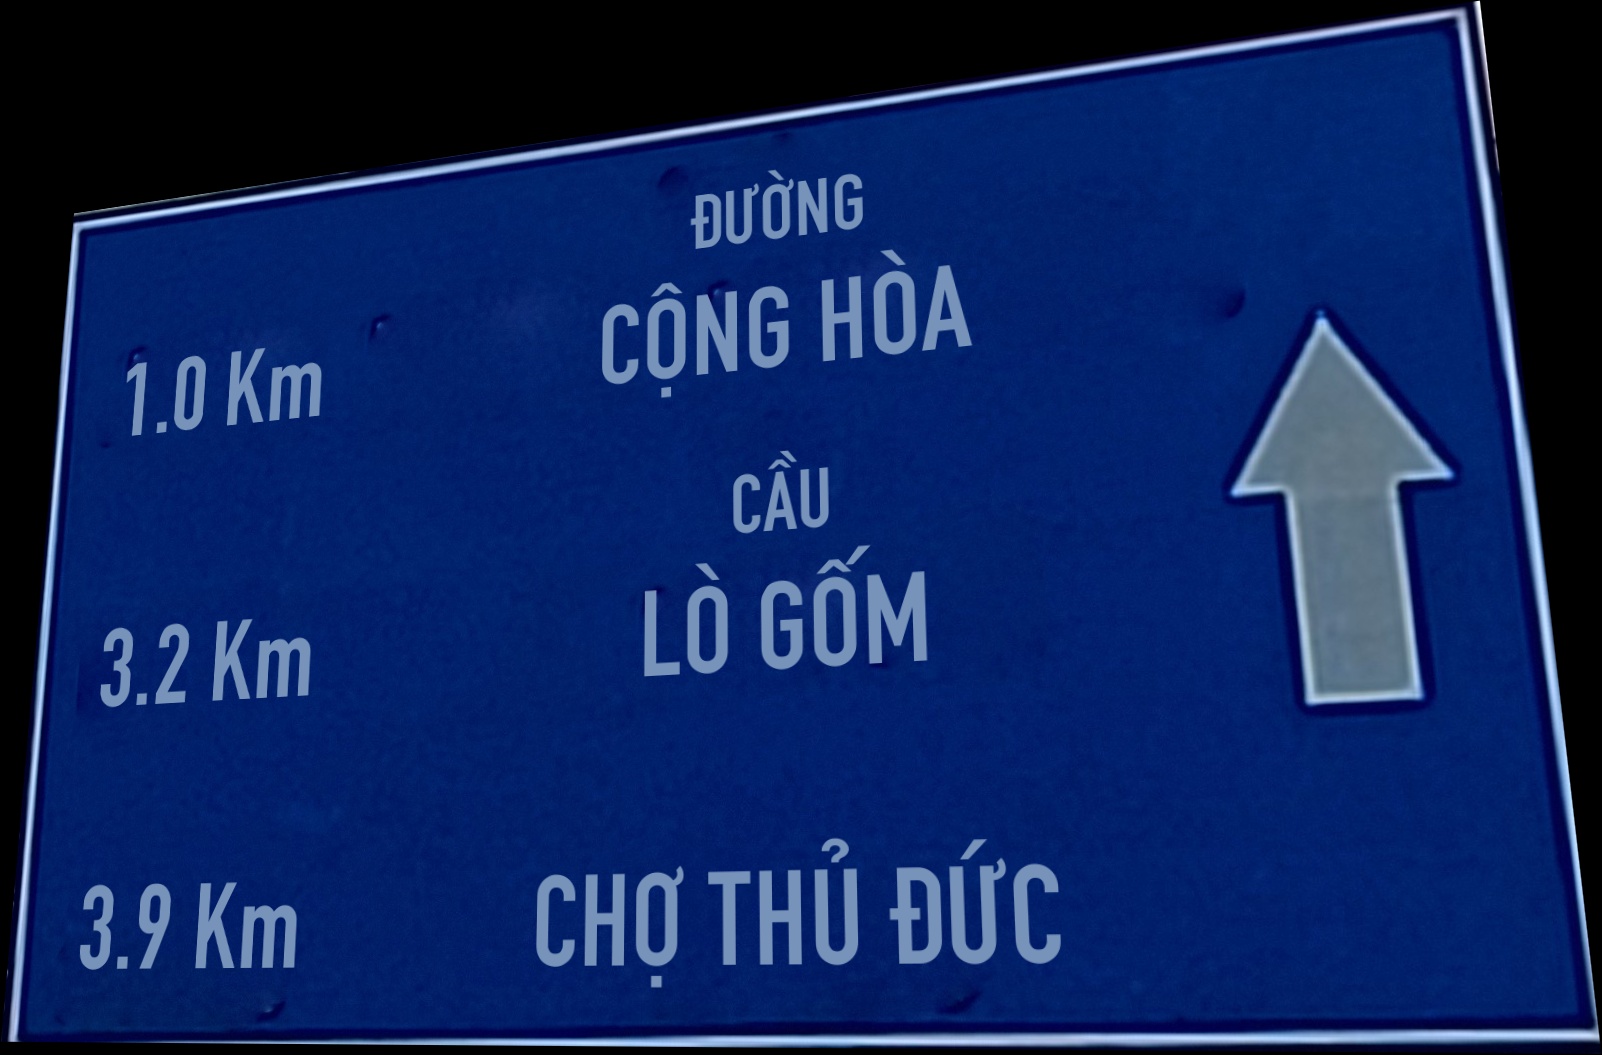 ĐƯỜNG
1.0 Km CỘNG HÒA
CẦU
3.2 Km LÒ GỐM
3.9 Km CHỢ THỦ ĐỨC